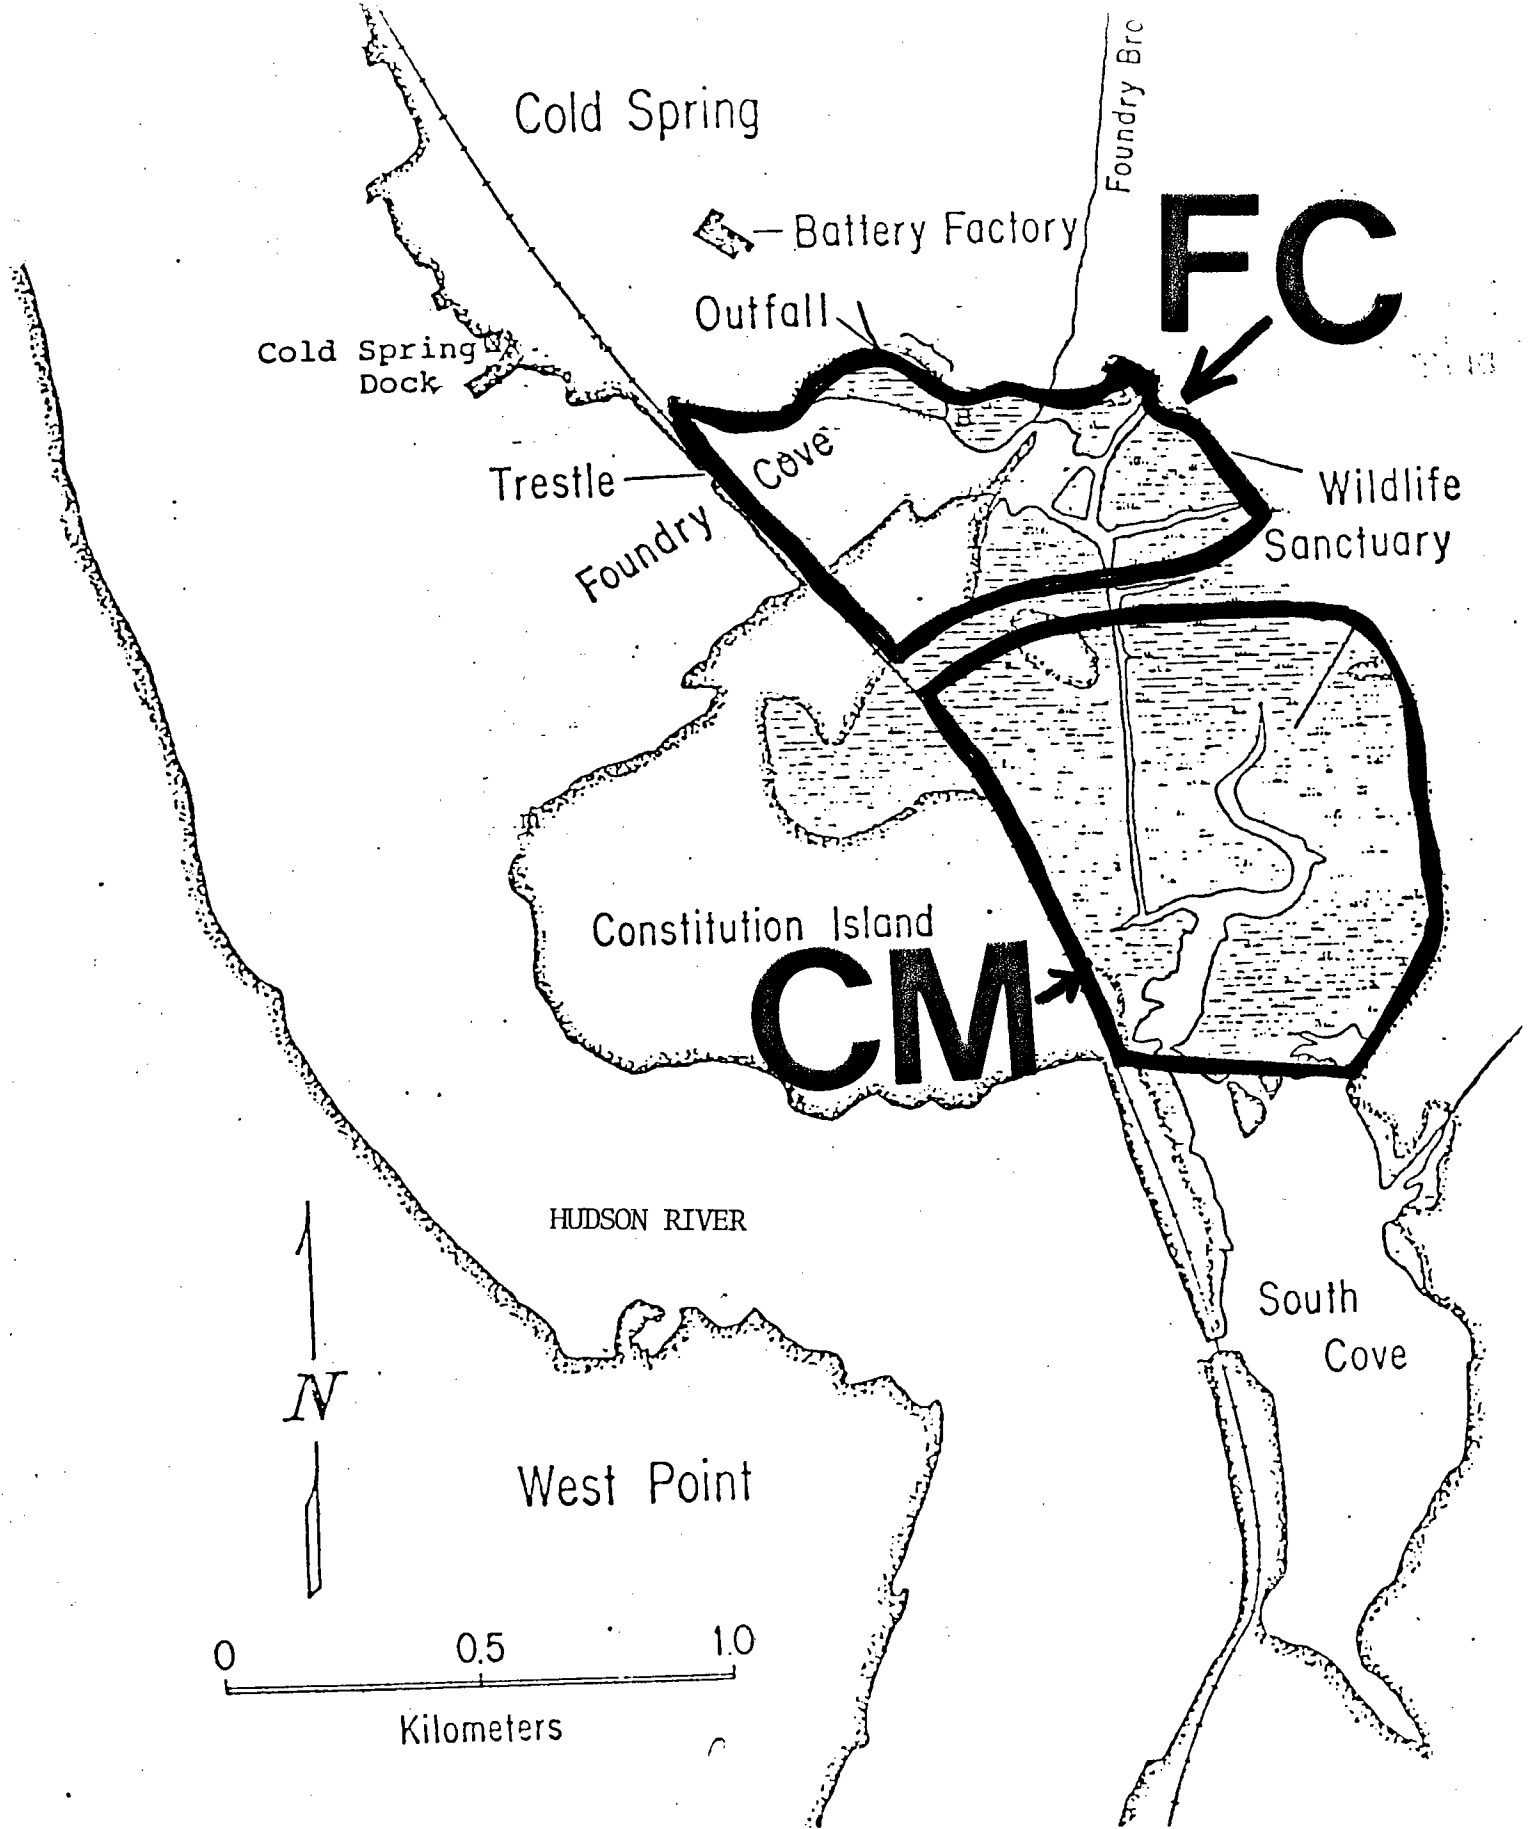 Cold Spring
Foundry Bro
FC
Battery Factory
Outfall
Cold Spring
Dock
Cove
Trestle
Foundry
Wildlife
Sanctuary
Constitution Island
CM
HUDSON RIVER
South
Cove
N
West Point
0 0.5 1.0
Kilometers